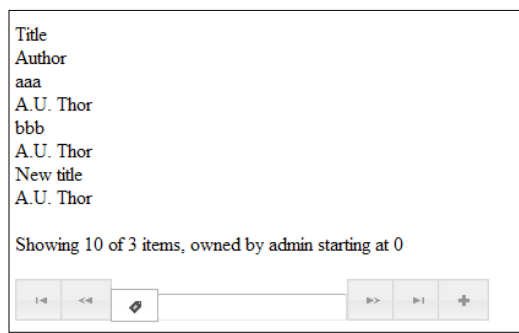 Title
Author
aaa
A.U. Thor
bbb
A.U. Thor
New title
A.U. Thor
Showing 10 of 3 items, owned by admin starting at 0